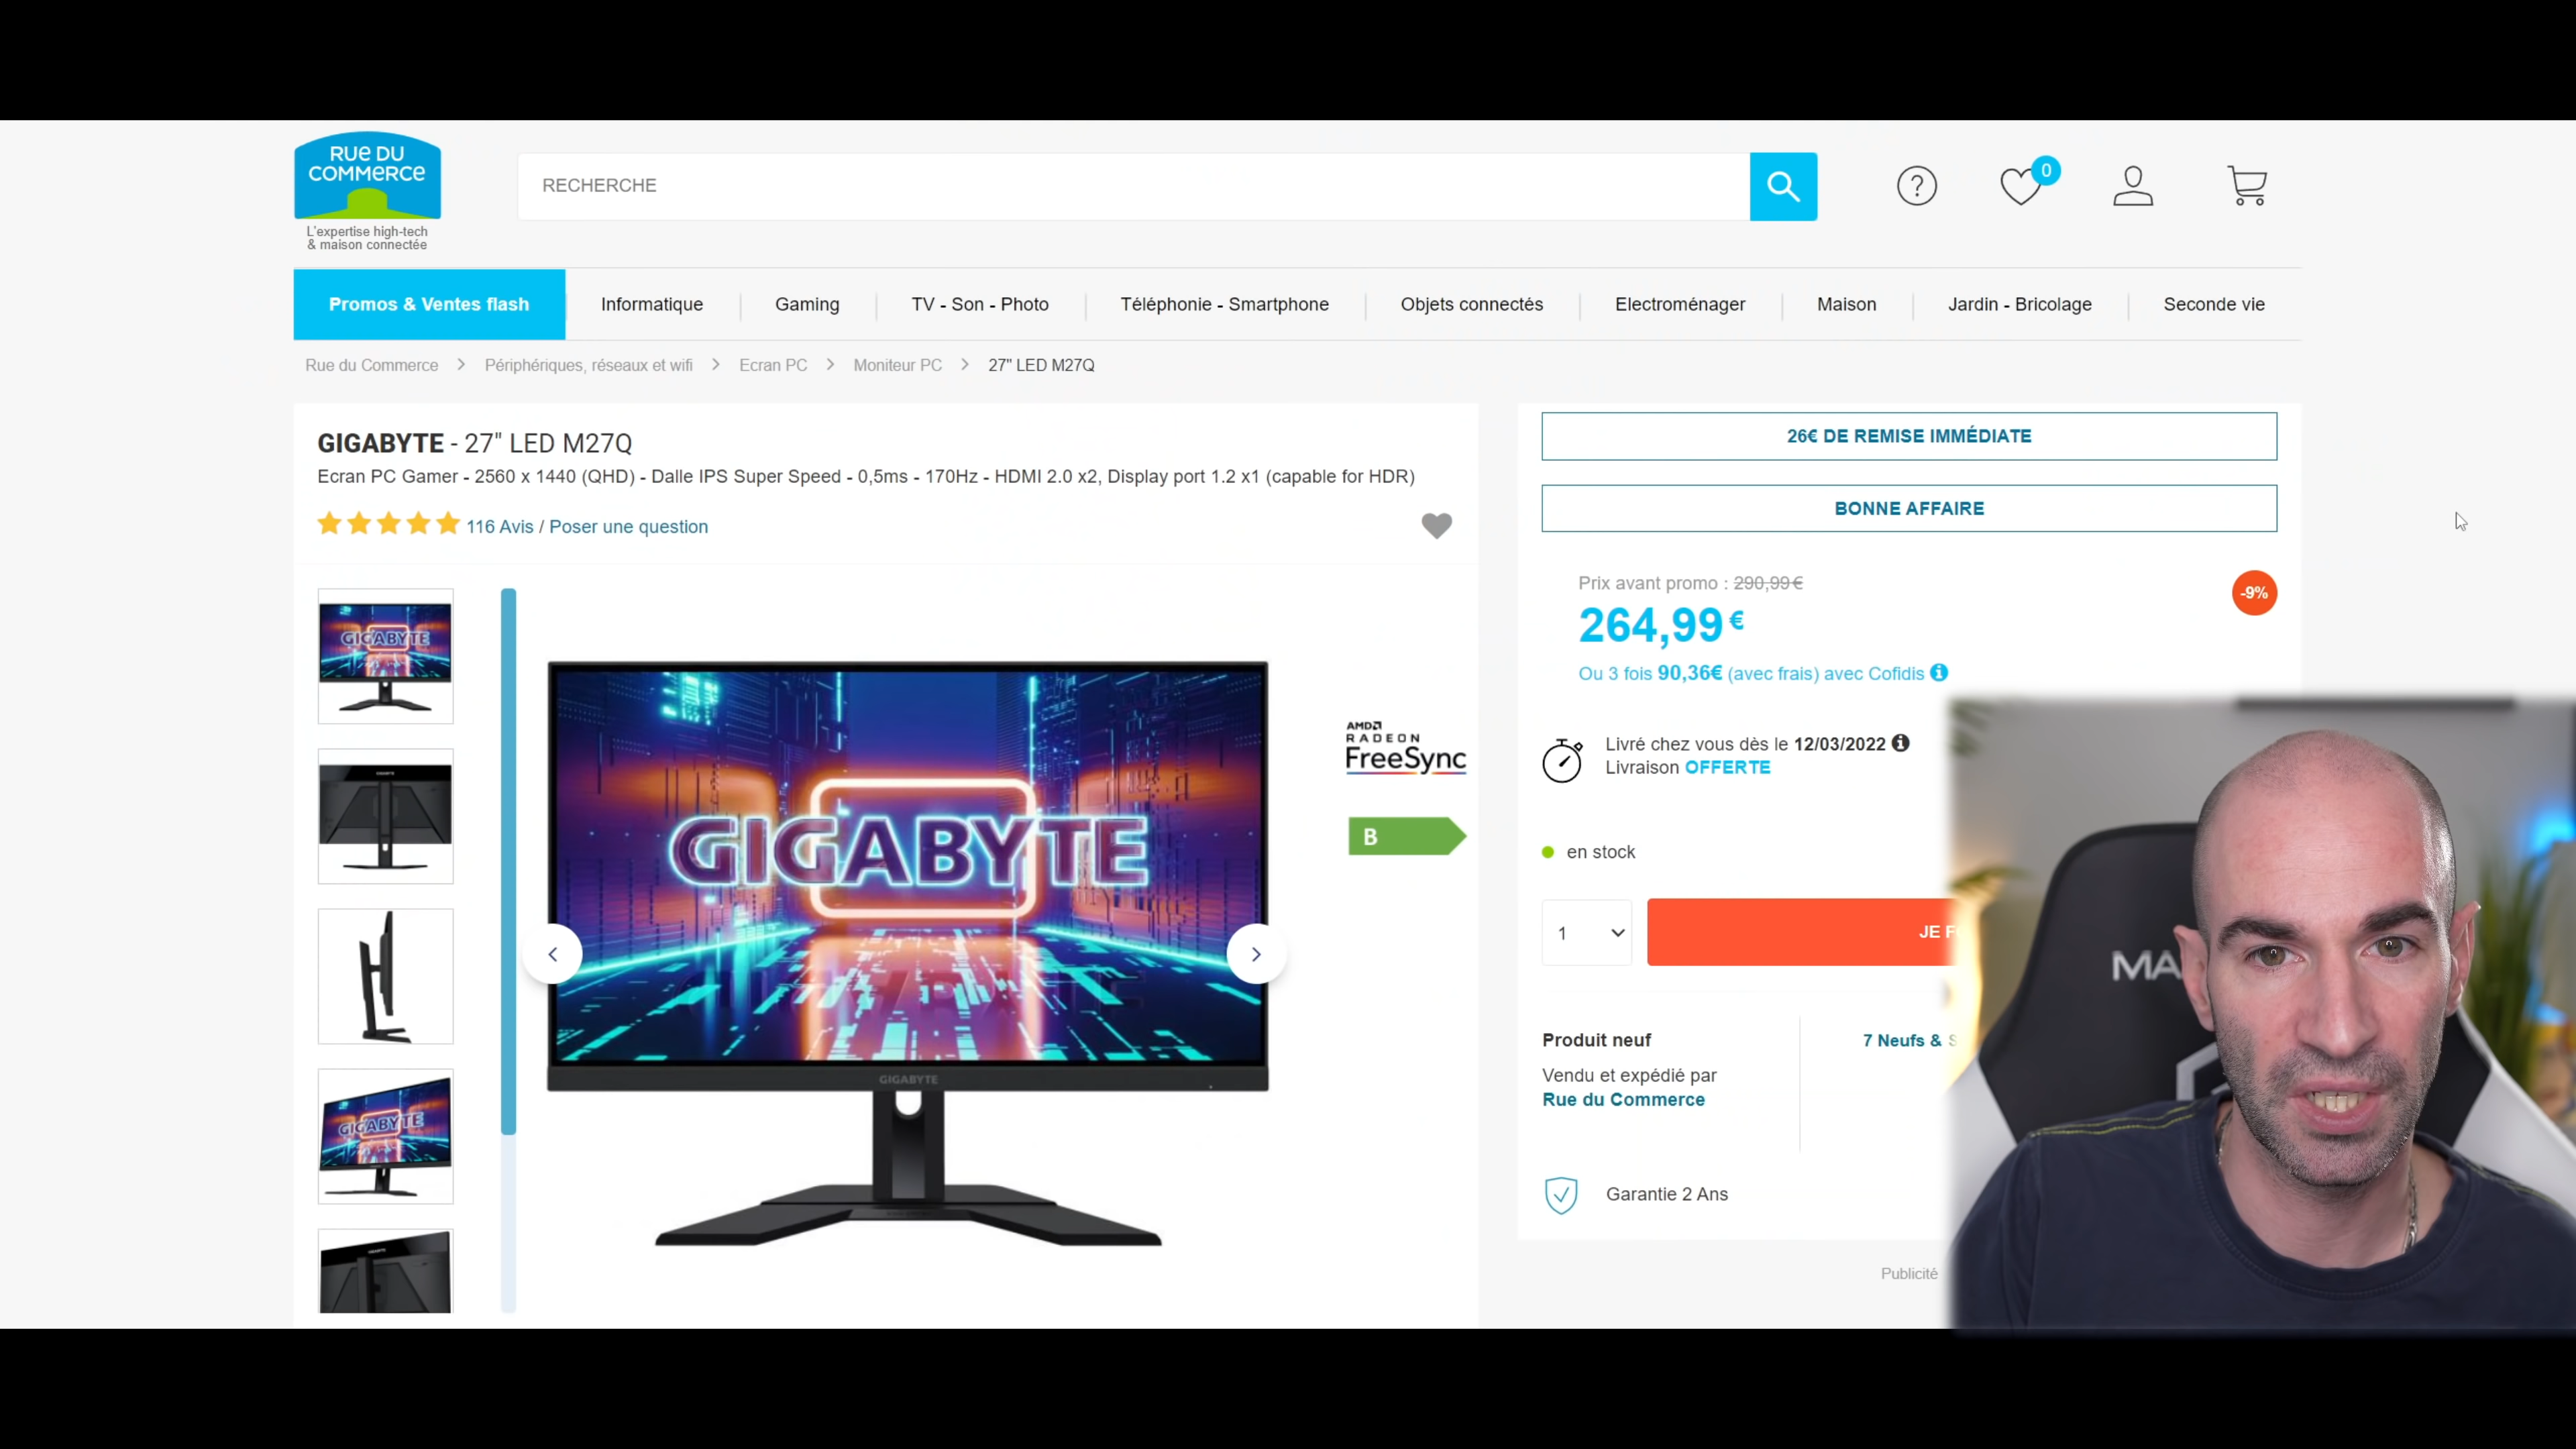 RUE DU
COMMERCE
L'expertise high-tech
& maison connectée
RECHERCHE
0
Promos & Ventes flash
Informatique
Gaming
TV - Son - Photo
Téléphonie - Smartphone
Objets connectés
Electroménager
Maison
Jardin - Bricolage
Seconde vie
Rue du Commerce > Périphériques, réseaux et wifi > Ecran PC > Moniteur PC > 27" LED M27Q
GIGABYTE - 27" LED M27Q
Ecran PC Gamer - 2560 x 1440 (QHD) - Dalle IPS Super Speed - 0,5ms - 170Hz - HDMI 2.0 x2, Display port 1.2 x1 (capable for HDR)
116 Avis / Poser une question
GIGABYTE
GIGABYTE
GIGABYTE
GIGABYTE
AMD
RADEON
FreeSync
B
26€ DE REMISE IMMÉDIATE
BONNE AFFAIRE
Prix avant promo : 290,99€
-9%
264,99€
Ou 3 fois 90,36€ (avec frais) avec Cofidis
Livré chez vous dès le 12/03/2022
Livraison OFFERTE
en stock
1
JE F
Produit neuf
7 Neufs &
Vendu et expédié par
Rue du Commerce
Garantie 2 Ans
Publicité
MA